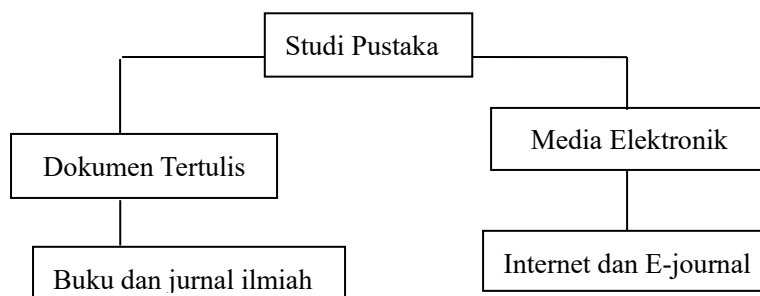 Studi Pustaka
Dokumen Tertulis
Media Elektronik
Buku dan jurnal ilmiah
Internet dan E-journal